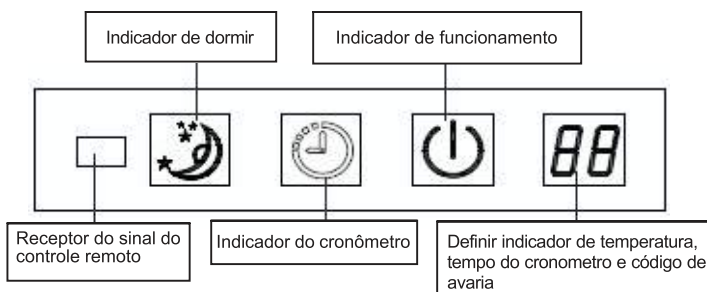 Indicador de dormir
Indicador de funcionamento
88
Receptor do sinal do
controle remoto
Indicador do cronômetro
Definir indicador de temperatura,
tempo do cronometro e código de
avaria